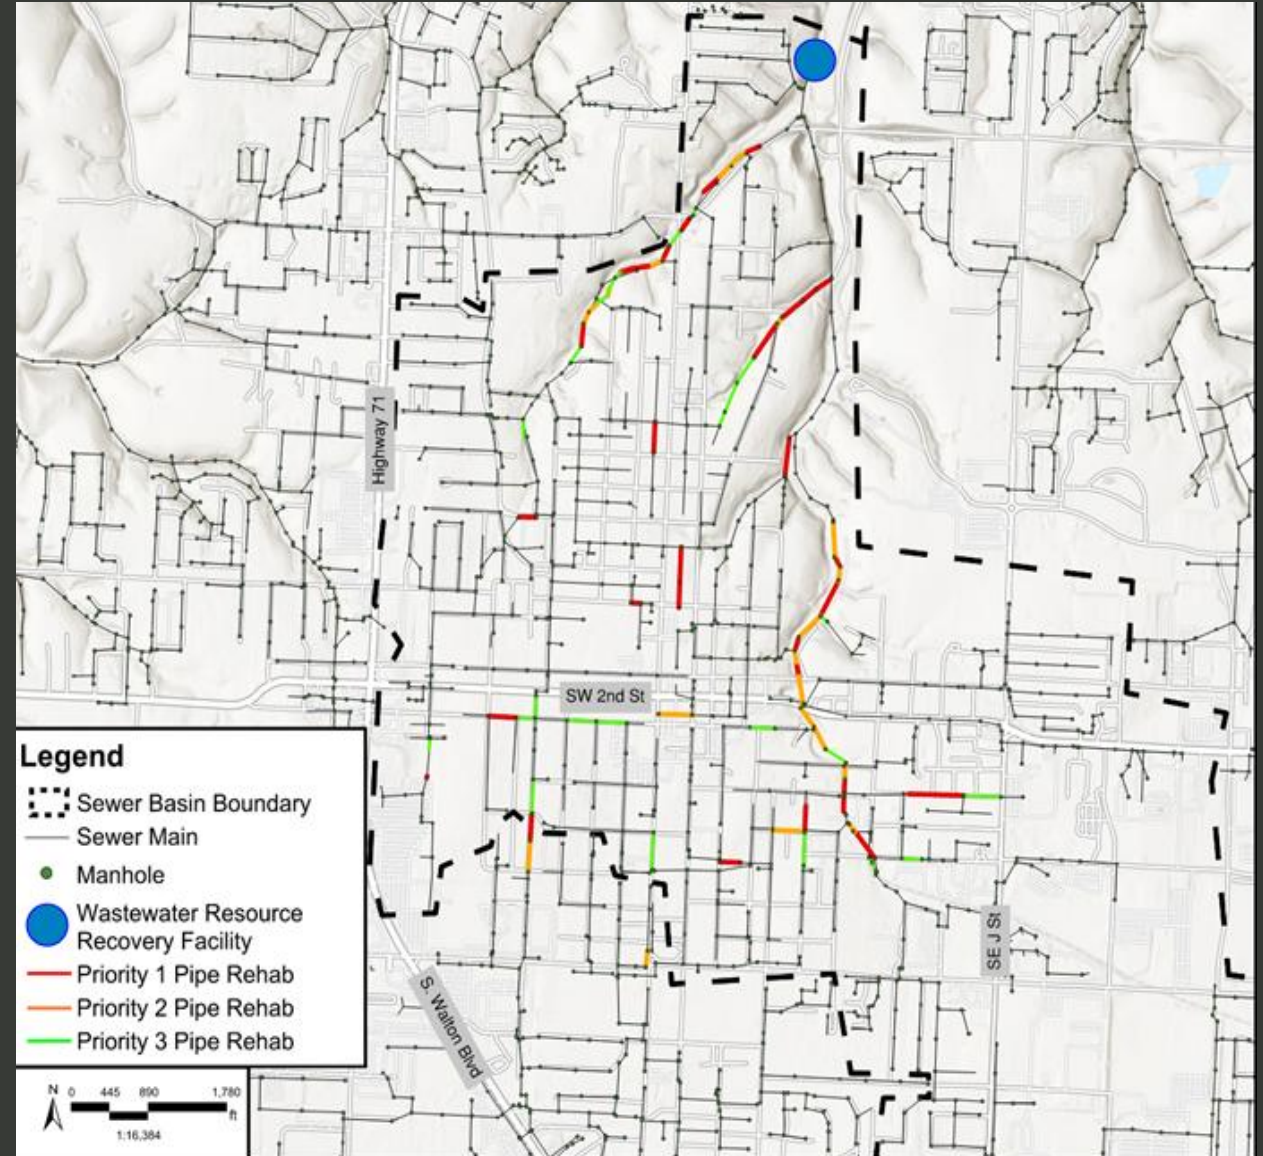 Highway 71
SW 2nd St
SE J St
S. Walton Blvd
Legend
Sewer Basin Boundary
Sewer Main
Manhole
Wastewater Resource
Recovery Facility
Priority 1 Pipe Rehab
Priority 2 Pipe Rehab
Priority 3 Pipe Rehab
N
0 445 890 1,780
ft
1:16,384